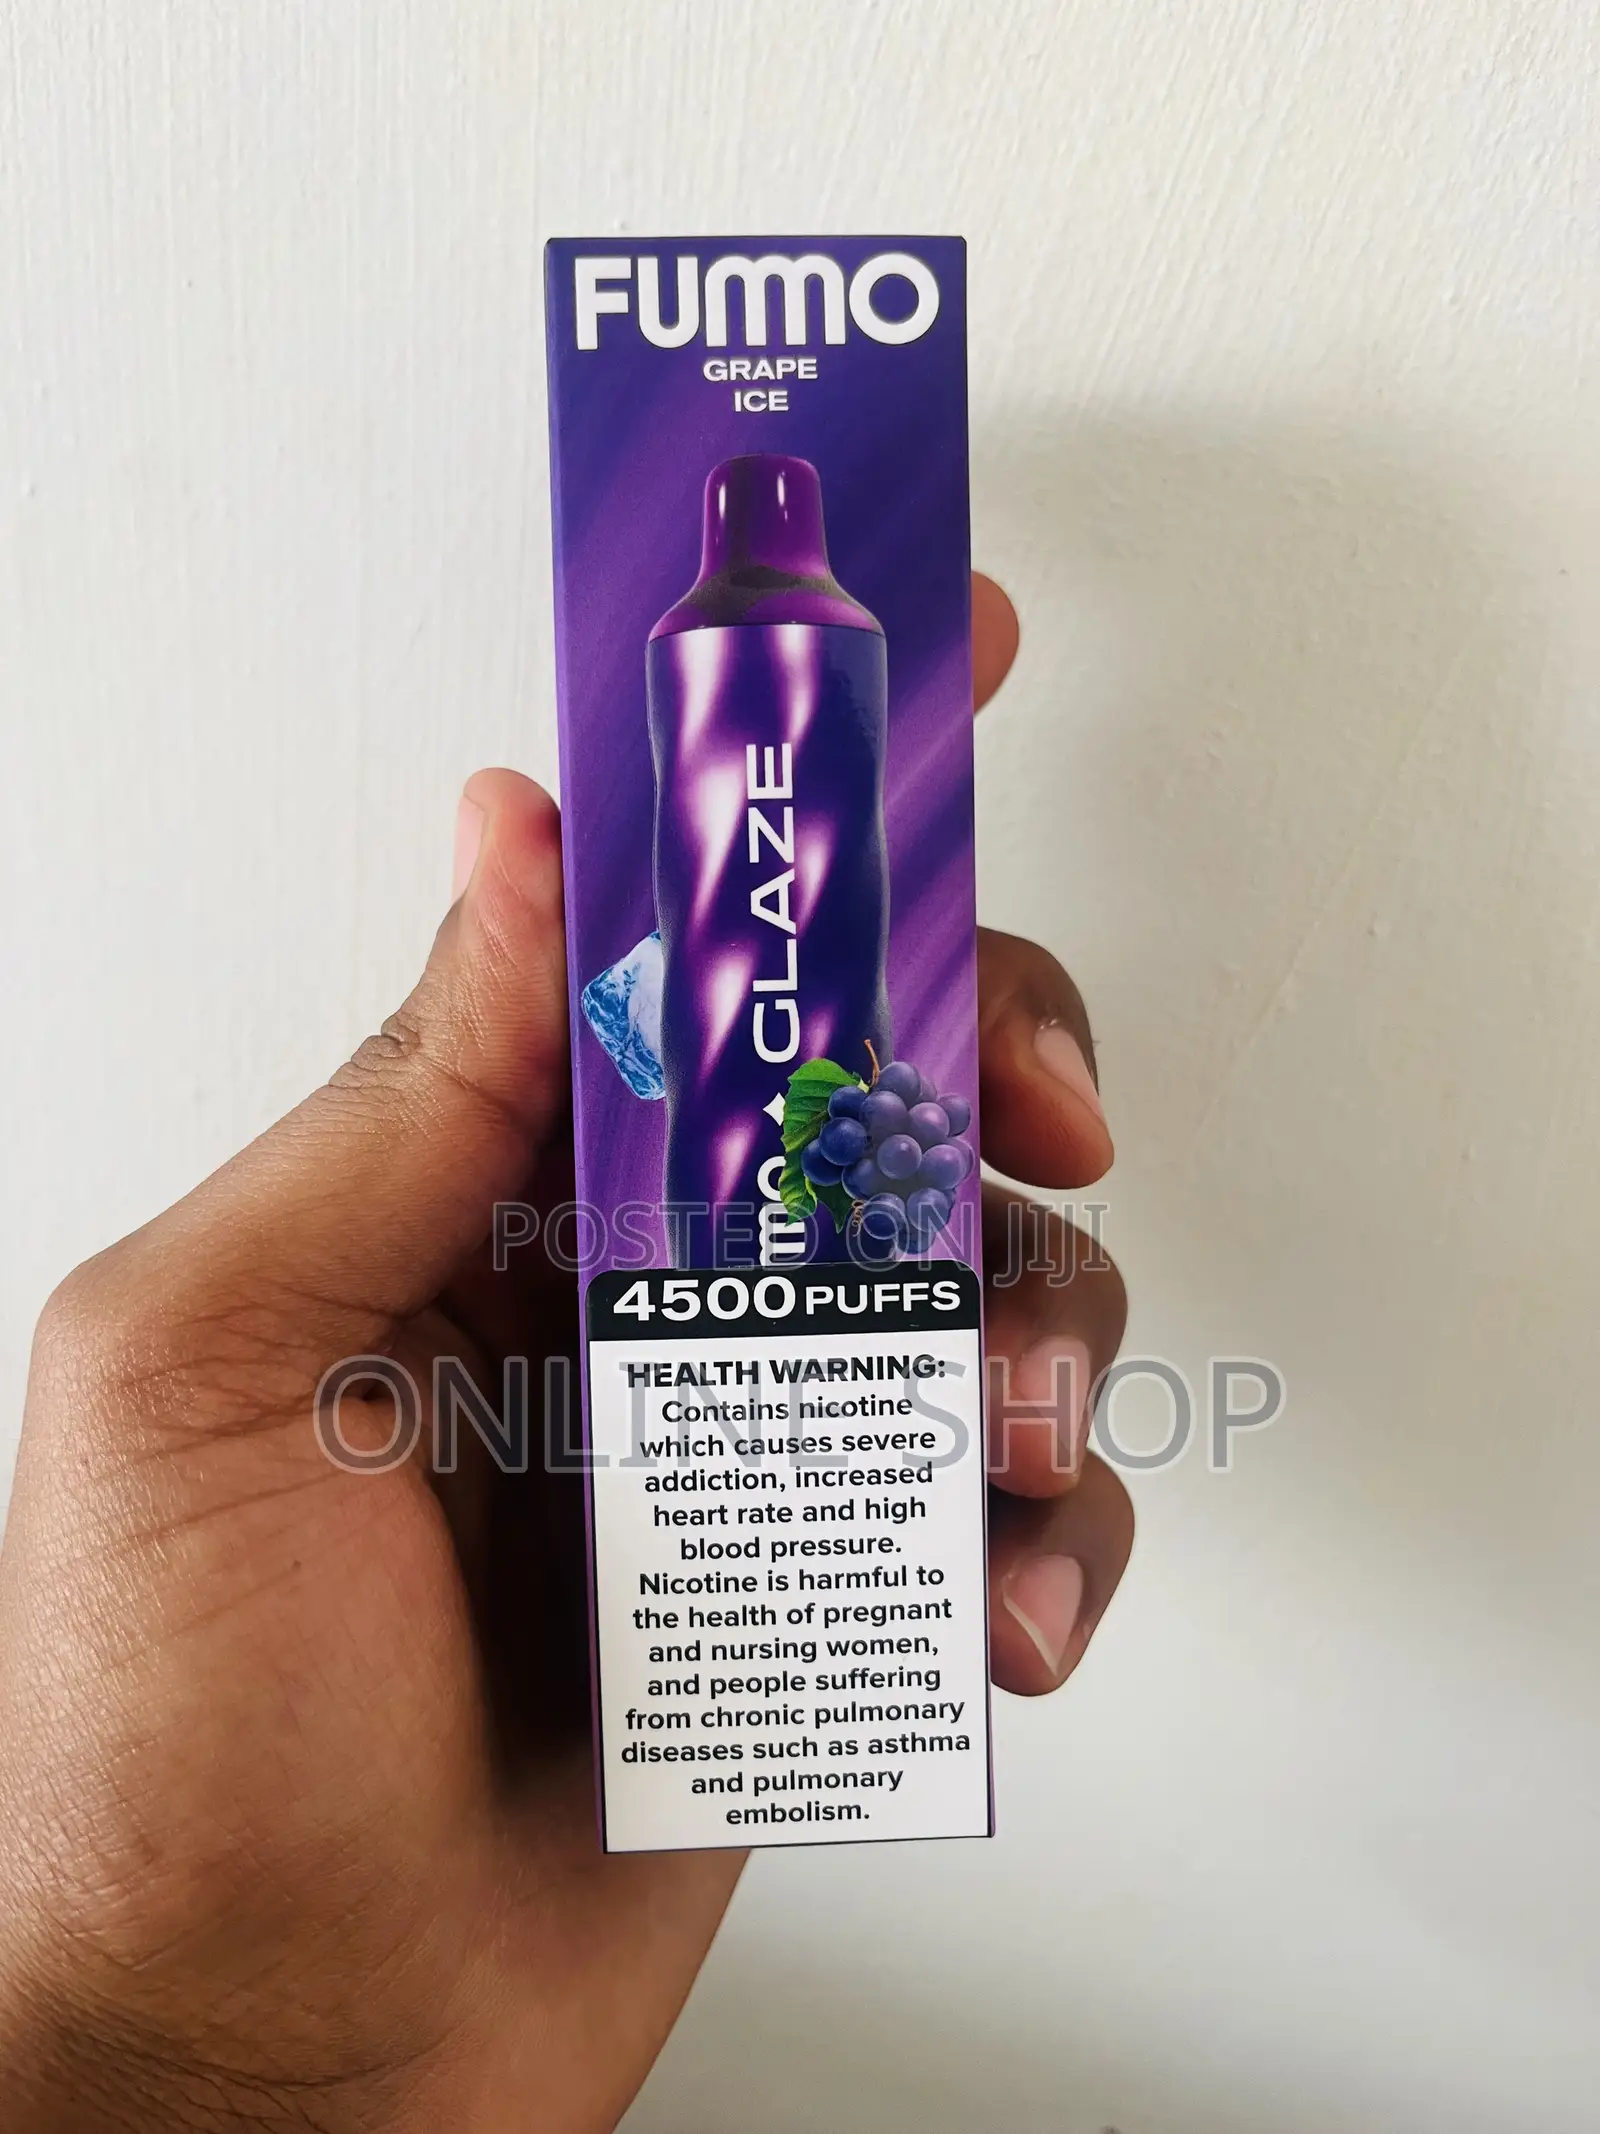 FUMMO
GRAPE
ICE
mo GLAZE
POSTED ON JIJI
4500 PUFFS
ONLINE SHOP
HEALTH WARNING:
Contains nicotine
which causes severe
addiction, increased
heart rate and high
blood pressure.
Nicotine is harmful to
the health of pregnant
and nursing women,
and people suffering
from chronic pulmonary
diseases such as asthma
and pulmonary
embolism.